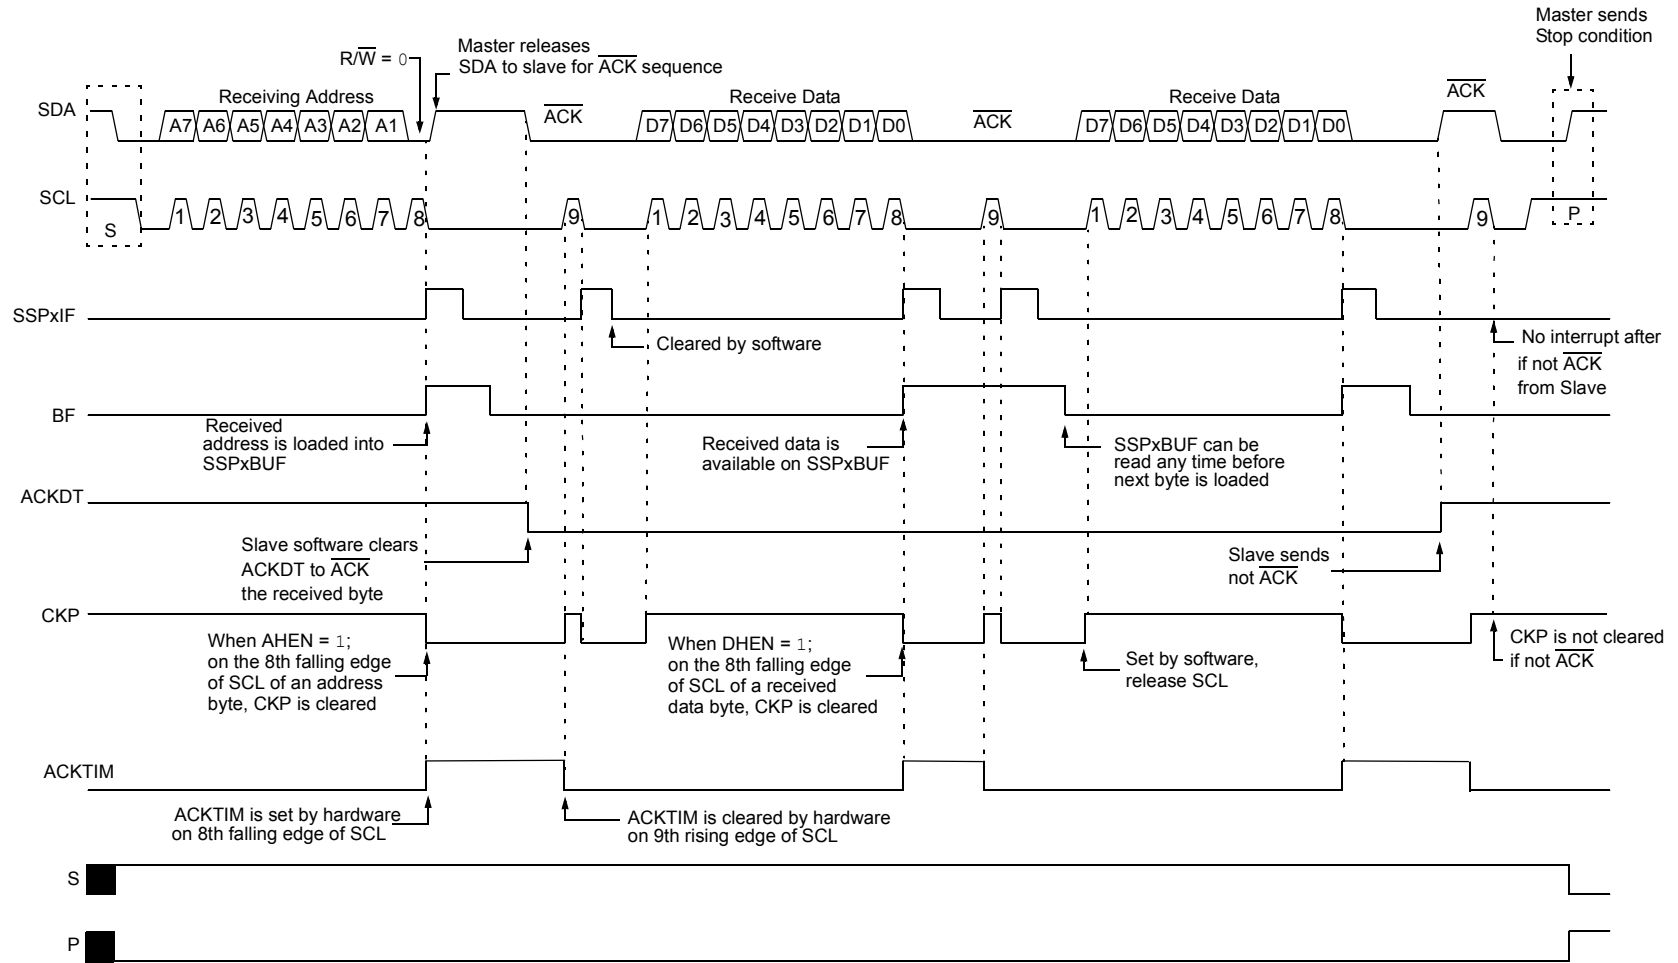 Master sends
Stop condition
Master releases
SDA to slave for ACK sequence
R/W = 0
SDA
Receiving Address
ACK
Receive Data
ACK
Receive Data
ACK
A7 A6 A5 A4 A3 A2 A1
D7 D6 D5 D4 D3 D2 D1 D0
D7 D6 D5 D4 D3 D2 D1 D0
SCL
S
1 2 3 4 5 6 7 8 9
1 2 3 4 5 6 7 8 9
1 2 3 4 5 6 7 8 9
P
SSPxIF
Cleared by software
No interrupt after
if not ACK
from Slave
BF
Received
address is loaded into
SSPxBUF
Received data is
available on SSPxBUF
SSPxBUF can be
read any time before
next byte is loaded
ACKDT
Slave software clears
ACKDT to ACK
the received byte
Slave sends
not ACK
CKP
When AHEN = 1;
on the 8th falling edge
of SCL of an address
byte, CKP is cleared
When DHEN = 1;
on the 8th falling edge
of SCL of a received
data byte, CKP is cleared
Set by software,
release SCL
CKP is not cleared
if not ACK
ACKTIM
ACKTIM is set by hardware
on 8th falling edge of SCL
ACKTIM is cleared by hardware
on 9th rising edge of SCL
S
P